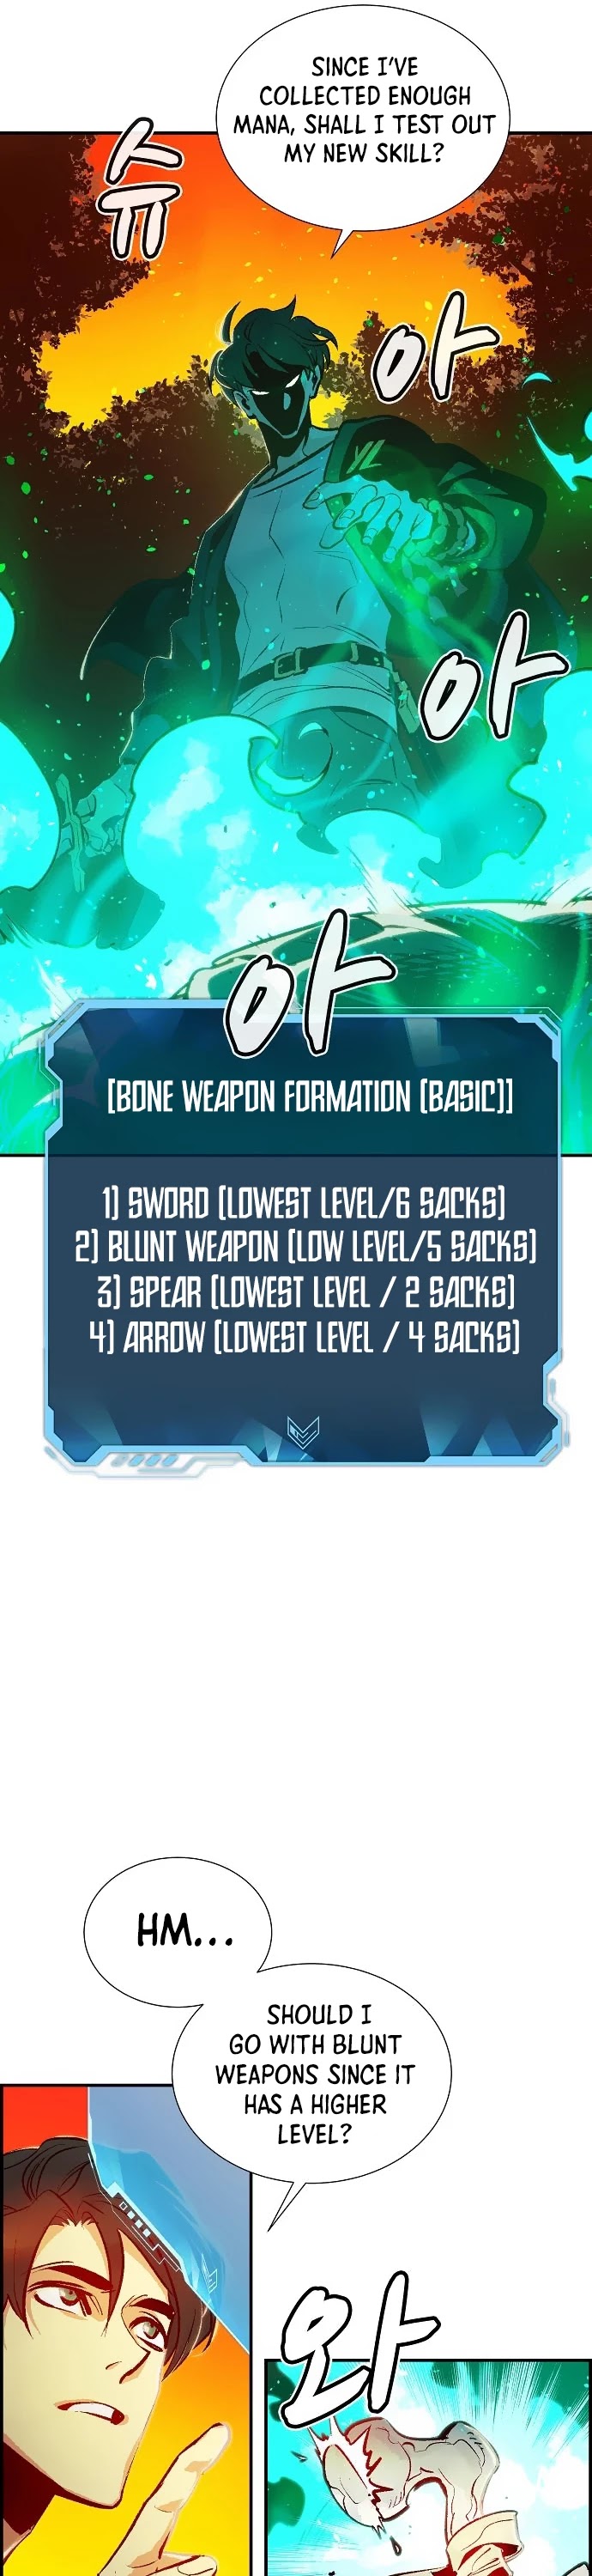 SINCE I'VE
COLLECTED ENOUGH
MANA, SHALL I TEST OUT
MY NEW SKILL?
슈
아
아
아
[BONE WEAPON FORMATION (BASIC)]
1) SWORD (LOWEST LEVEL/6 SACKS)
2) BLUNT WEAPON (LOW LEVEL/5 SACKS)
3) SPEAR (LOWEST LEVEL / 2 SACKS)
4) ARROW (LOWEST LEVEL / 4 SACKS)
HM...
SHOULD I
GO WITH BLUNT
WEAPONS SINCE IT
HAS A HIGHER
LEVEL?
와